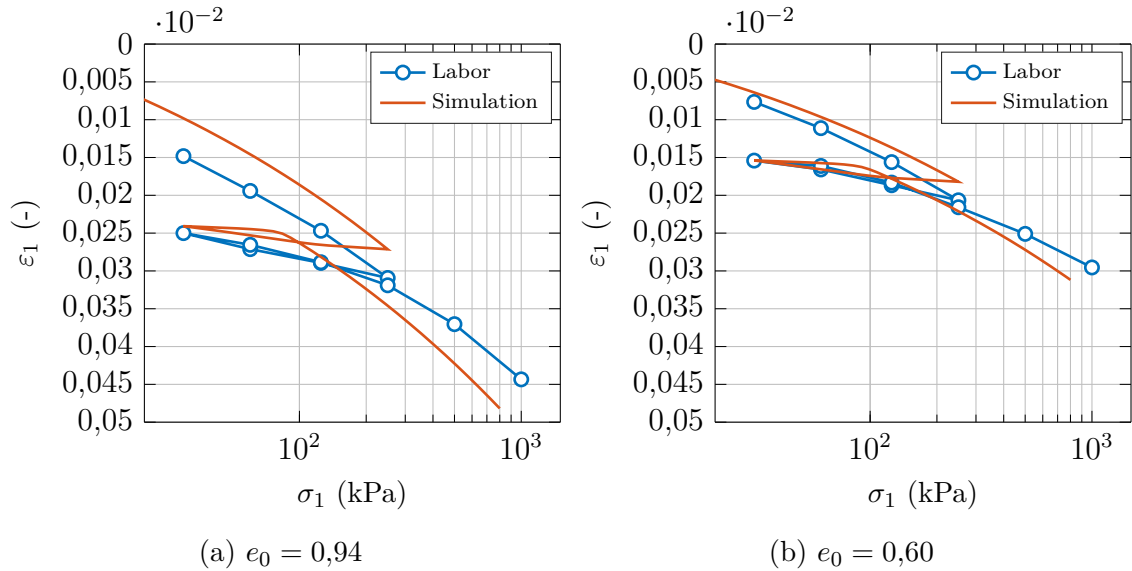 ·10⁻²
0
0,005
0,01
0,015
0,02
0,025
0,03
0,035
0,04
0,045
0,05
ε₁ (-)
Labor
Simulation
10²
10³
σ₁ (kPa)
(a) e₀ = 0,94
·10⁻²
0
0,005
0,01
0,015
0,02
0,025
0,03
0,035
0,04
0,045
0,05
ε₁ (-)
Labor
Simulation
10²
10³
σ₁ (kPa)
(b) e₀ = 0,60